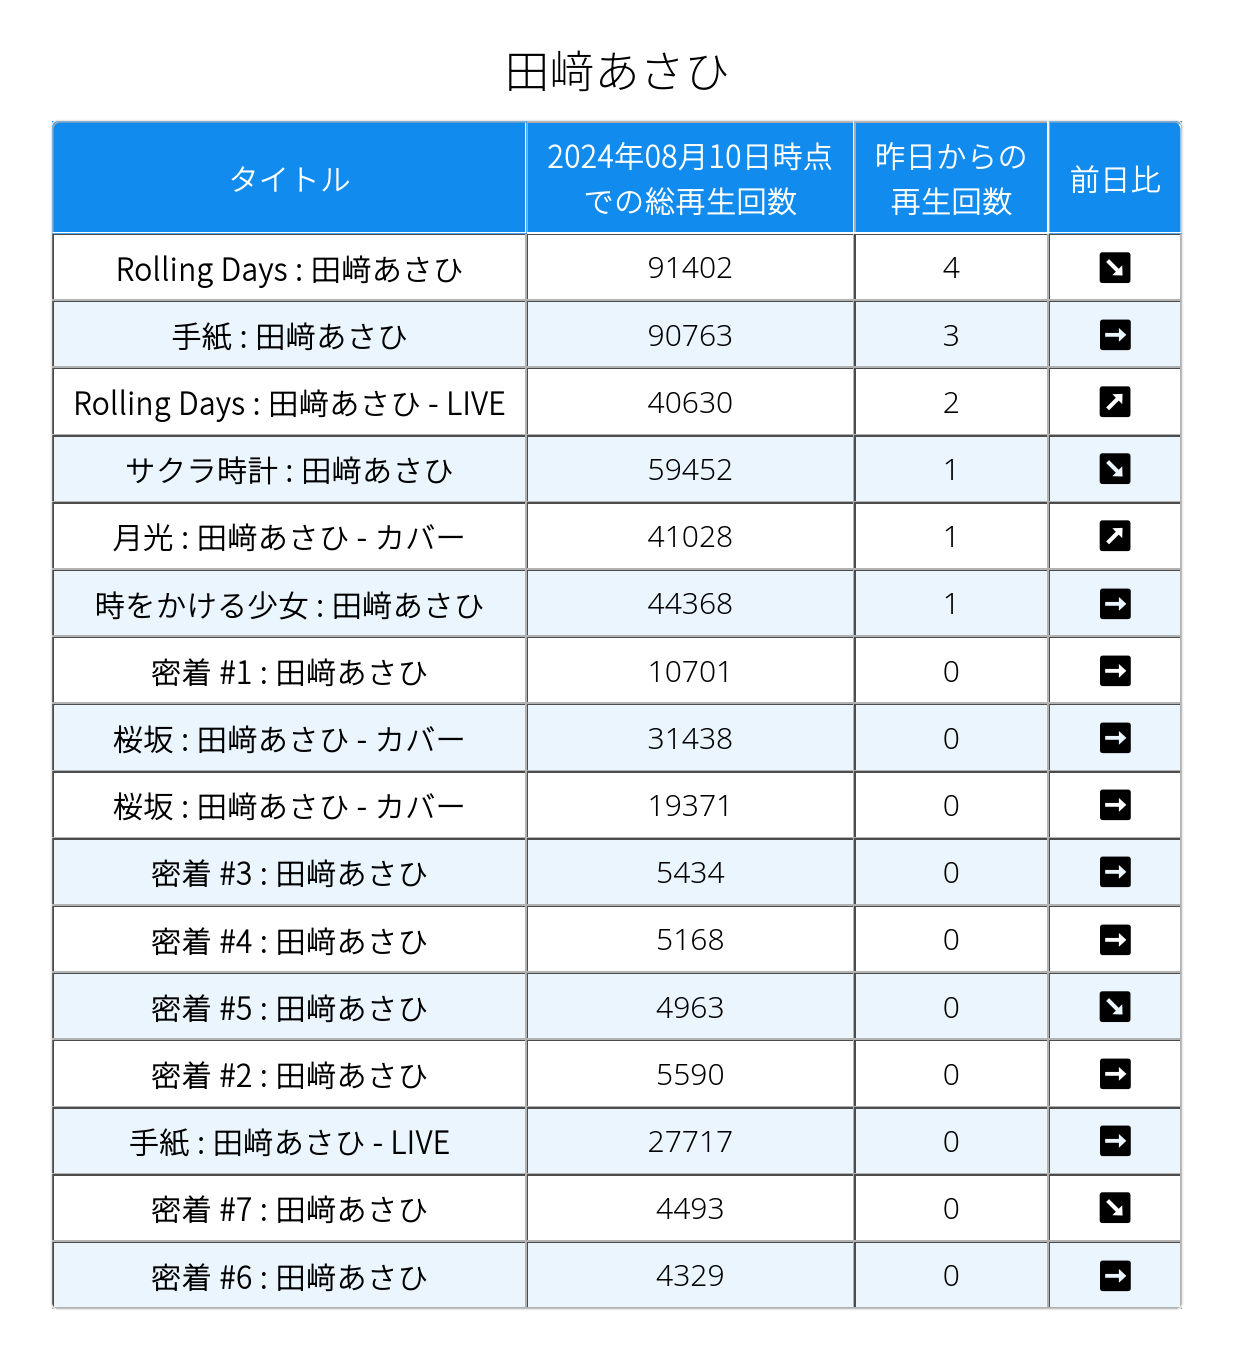 田﨑あさひ
タイトル 2024年08月10日時点 昨日からの 前日比
での総再生回数 再生回数
Rolling Days : 田﨑あさひ 91402 4 ↘
手紙 : 田﨑あさひ 90763 3 →
Rolling Days : 田﨑あさひ - LIVE 40630 2 ↗
サクラ時計 : 田﨑あさひ 59452 1 ↘
月光 : 田﨑あさひ - カバー 41028 1 ↗
時をかける少女 : 田﨑あさひ 44368 1 →
密着 #1 : 田﨑あさひ 10701 0 →
桜坂 : 田﨑あさひ - カバー 31438 0 →
桜坂 : 田﨑あさひ - カバー 19371 0 →
密着 #3 : 田﨑あさひ 5434 0 →
密着 #4 : 田﨑あさひ 5168 0 →
密着 #5 : 田﨑あさひ 4963 0 ↘
密着 #2 : 田﨑あさひ 5590 0 →
手紙 : 田﨑あさひ - LIVE 27717 0 →
密着 #7 : 田﨑あさひ 4493 0 ↘
密着 #6 : 田﨑あさひ 4329 0 →